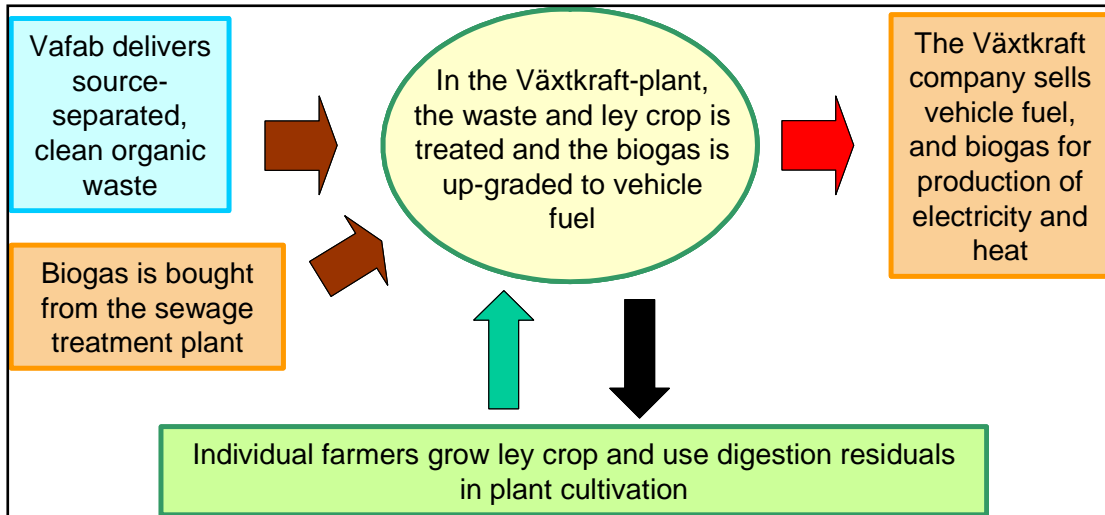 Vafab delivers
source-
separated,
clean organic
waste
Biogas is bought
from the sewage
treatment plant
In the Växtkraft-plant,
the waste and ley crop is
treated and the biogas is
up-graded to vehicle
fuel
The Växtkraft
company sells
vehicle fuel,
and biogas for
production of
electricity and
heat
Individual farmers grow ley crop and use digestion residuals
in plant cultivation